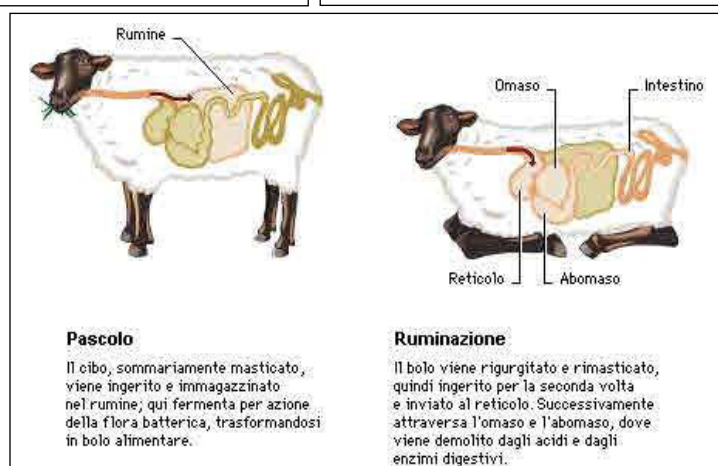 Rumine
Omaso
Intestino
Reticolo
Abomaso
Pascolo
Il cibo, sommariamente masticato,
viene ingerito e immagazzinato
nel rumine; qui fermenta per azione
della flora batterica, trasformandosi
in bolo alimentare.
Ruminazione
Il bolo viene rigurgitato e rimasticato,
quindi ingerito per la seconda volta
e inviato al reticolo. Successivamente
attraversa l'omaso e l'abomaso, dove
viene demolito dagli acidi e dagli
enzimi digestivi.